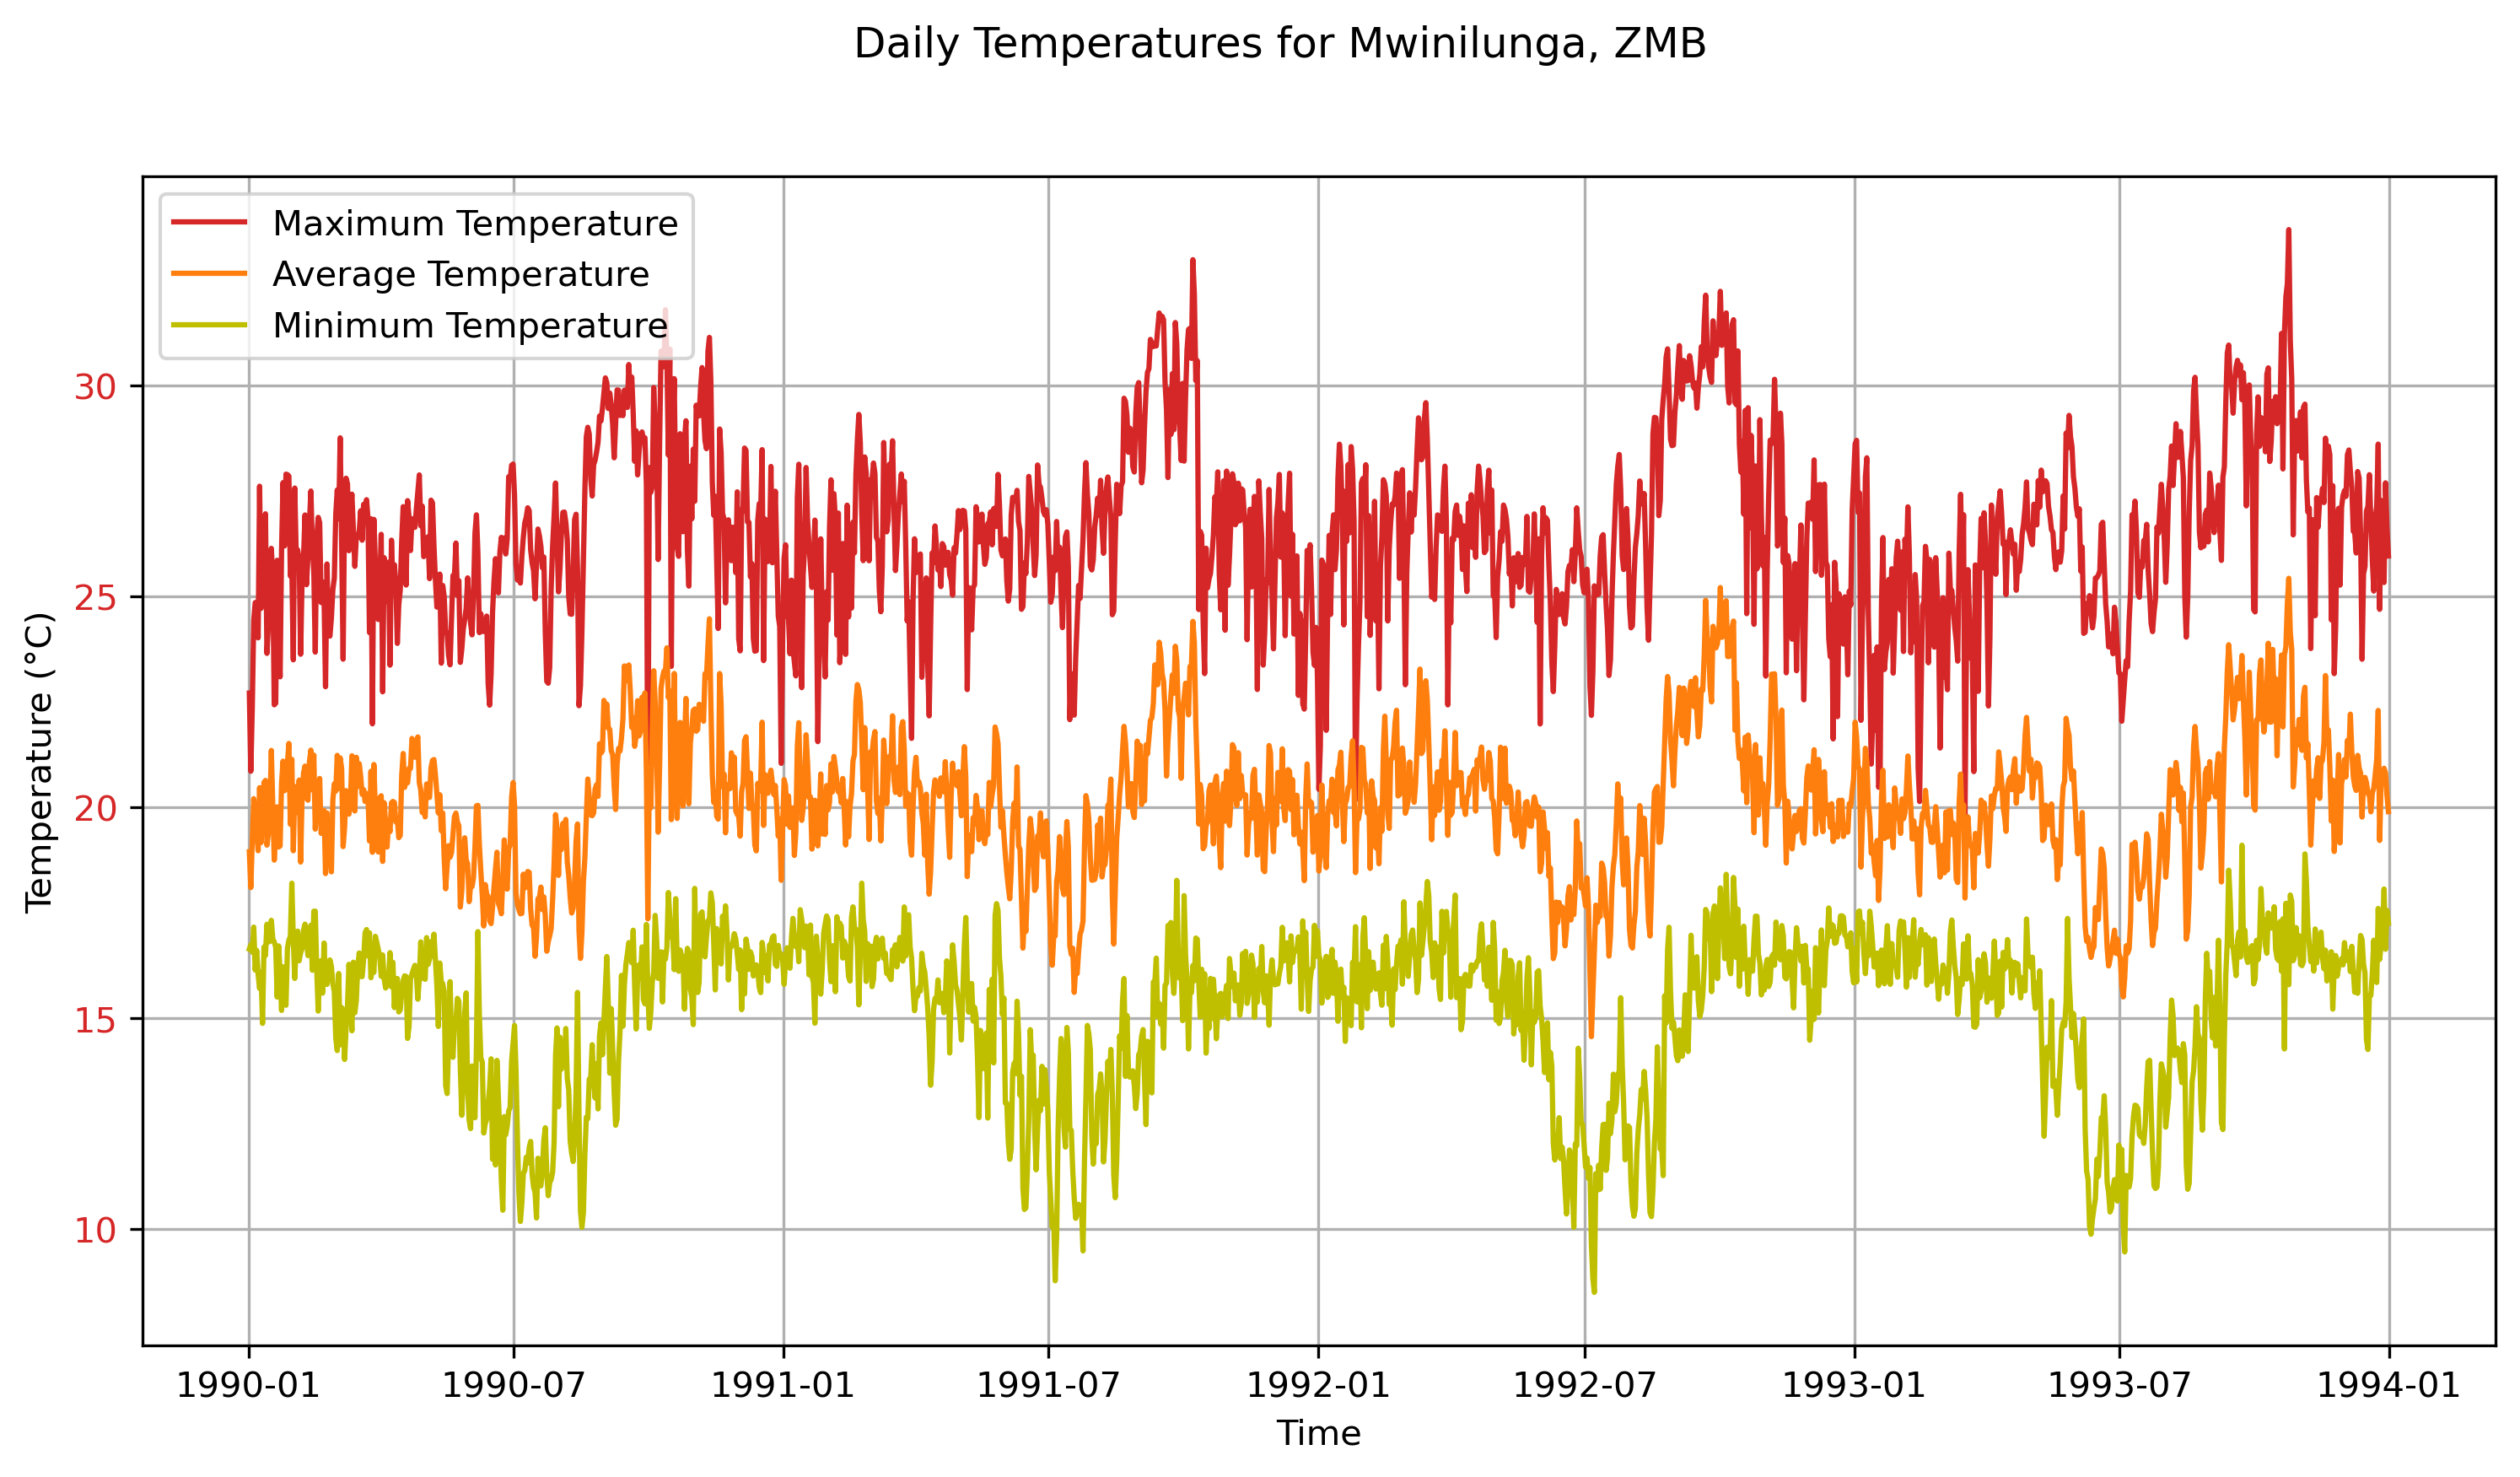 Daily Temperatures for Mwinilunga, ZMB
Maximum Temperature
Average Temperature
Minimum Temperature
Temperature (°C)
30
25
20
15
10
1990-01 1990-07 1991-01 1991-07 1992-01 1992-07 1993-01 1993-07 1994-01
Time